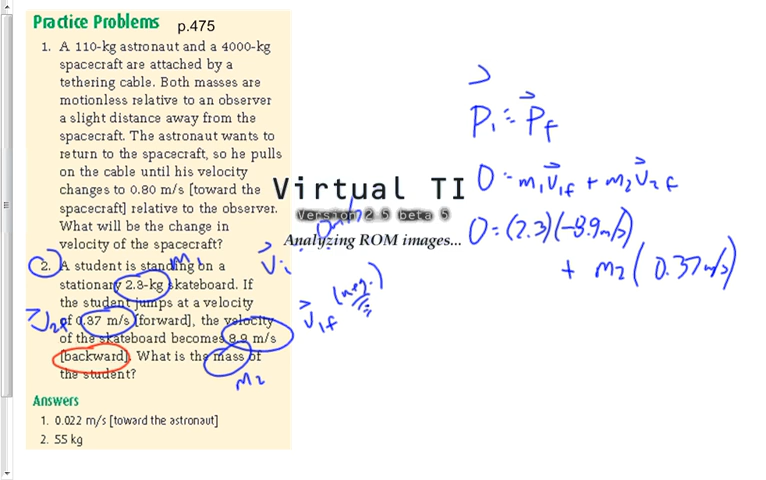 Practice Problems p.475
1. A 110-kg astronaut and a 4000-kg
spacecraft are attached by a
tethering cable. Both masses are
motionless relative to an observer
a slight distance away from the
spacecraft. The astronaut wants to
return to the spacecraft, so he pulls
on the cable until his velocity
changes to 0.80 m/s [toward the
spacecraft] relative to the observer.
What will be the change in
velocity of the spacecraft?
2. A student is standing on a
stationary 2.3-kg skateboard. If
the student jumps at a velocity
of 0.37 m/s [forward], the velocity
of the skateboard becomes 8.9 m/s
[backward]. What is the mass of
the student?
Answers
1. 0.022 m/s [toward the astronaut]
2. 55 kg
m1
V2f
m2
Vi =
V1f (neg.)
Virtual TI
Version 2.5 beta 5
Analyzing ROM images...
Pi = Pf
0 = m1V1f + m2V2f
0 = (2.3)(-8.9m/s)
+ m2 (0.37m/s)